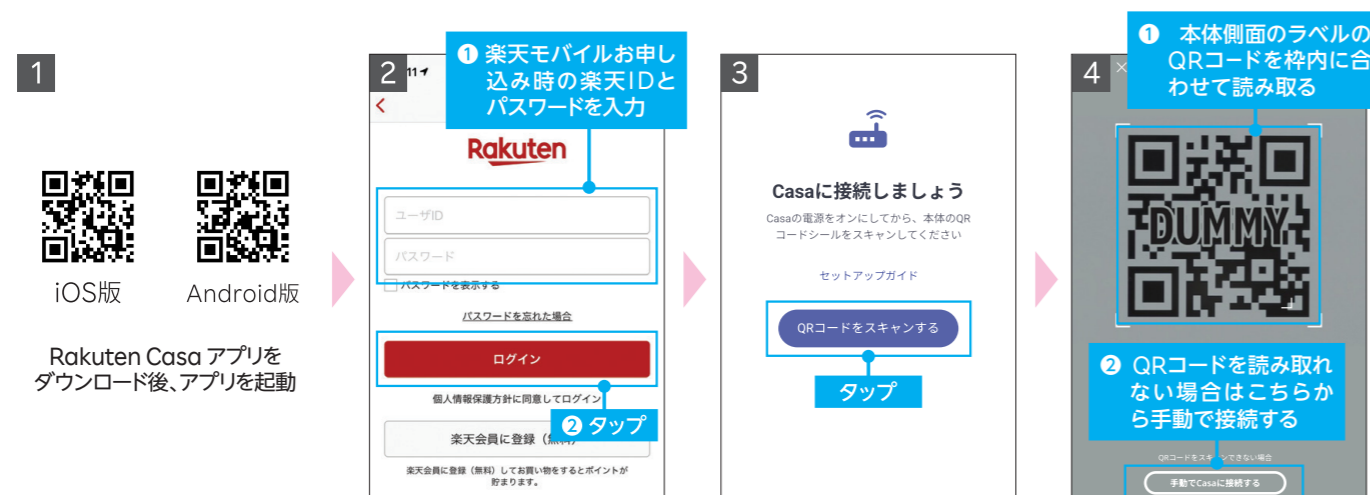 1
iOS版
Android版
Rakuten Casa アプリを
ダウンロード後、アプリを起動
2
11
❶ 楽天モバイルお申し
込み時の楽天IDと
パスワードを入力
Rakuten
ユーザID
パスワード
パスワードを表示する
パスワードを忘れた場合
ログイン
個人情報保護方針に同意してログイン
❷ タップ
楽天会員に登録（無料）
楽天会員に登録（無料）してお買い物をするとポイントが
貯まります。
3
Casaに接続しましょう
Casaの電源をオンにしてから、本体のQR
コードシールをスキャンしてください
セットアップガイド
QRコードをスキャンする
タップ
4
×
❶ 本体側面のラベルの
QRコードを枠内に合
わせて読み取る
DUMMY
❷ QRコードを読み取れ
ない場合はこちらか
ら手動で接続する
QRコードをスキャンできない場合
手動でCasaに接続する